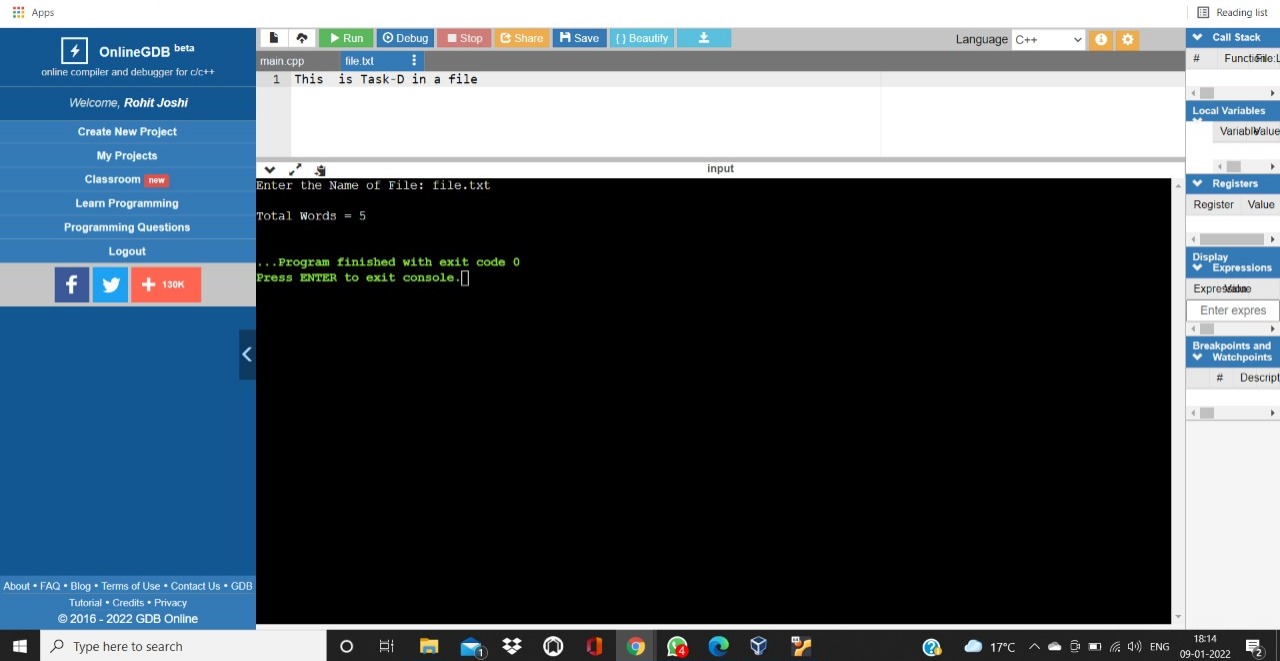 Apps
Reading list
OnlineGDB beta
online compiler and debugger for c/c++
Welcome, Rohit Joshi
Create New Project
My Projects
Classroom new
Learn Programming
Programming Questions
Logout
130K
About • FAQ • Blog • Terms of Use • Contact Us • GDB
Tutorial • Credits • Privacy
© 2016 - 2022 GDB Online
Run Debug Stop Share Save {} Beautify
Language C++
main.cpp file.txt
1 This  is Task-D in a file
input
Enter the Name of File: file.txt
Total Words = 5
...Program finished with exit code 0
Press ENTER to exit console.
Call Stack
# Function File:L
Local Variables
Variable Value
Registers
Register Value
Display
Expressions
Expression Value
Enter expres
Breakpoints and
Watchpoints
# Descript
Type here to search
1
4
17°C
ENG
18:14
09-01-2022
2